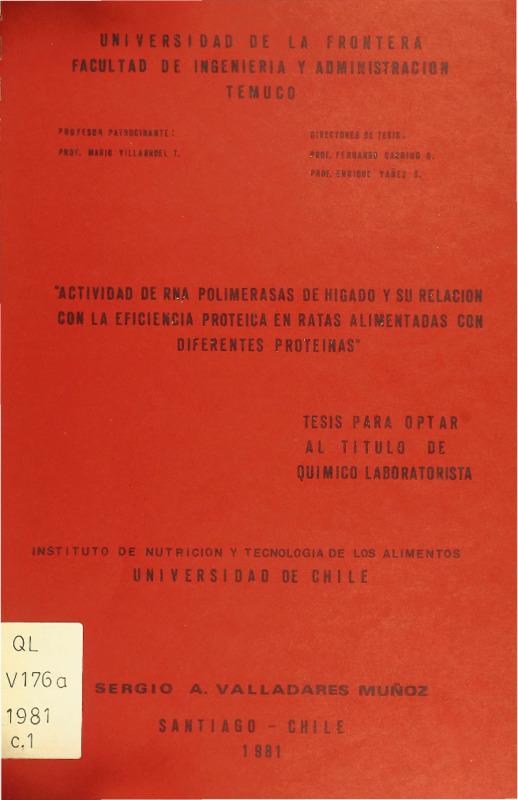 UNIVERSIDAD DE LA FRONTERA
FACULTAD DE INGENIERIA Y ADMINISTRACION
TEMUCO
PROFESOR PATROCINANTE:
PROF. MARIO VILLARROEL T.
DIRECTORES DE TESIS:
PROF. FERNANDO GARRIDO O.
PROF. ENRIQUE YAÑEZ S.
"ACTIVIDAD DE RNA POLIMERASAS DE HIGADO Y SU RELACION
CON LA EFICIENCIA PROTEICA EN RATAS ALIMENTADAS CON
DIFERENTES PROTEINAS"
TESIS PARA OPTAR
AL TITULO DE
QUIMICO LABORATORISTA
INSTITUTO DE NUTRICION Y TECNOLOGIA DE LOS ALIMENTOS
UNIVERSIDAD DE CHILE
QL
V176a
1981
c.1
SERGIO A. VALLADARES MUÑOZ
SANTIAGO - CHILE
1981